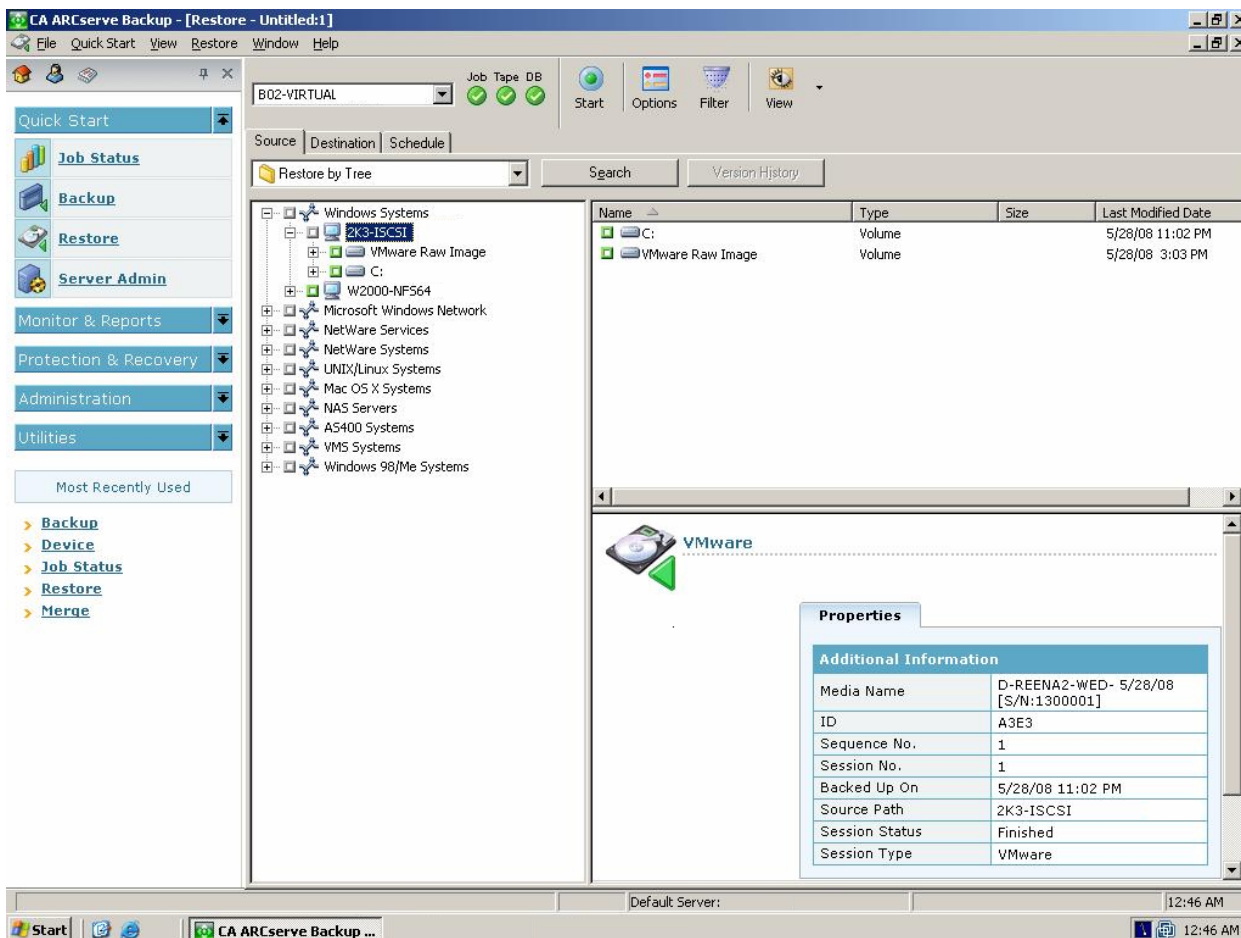 CA ARCserve Backup - [Restore - Untitled:1]
File Quick Start View Restore Window Help
Quick Start
Job Status
Backup
Restore
Server Admin
Monitor & Reports
Protection & Recovery
Administration
Utilities
Most Recently Used
Backup
Device
Job Status
Restore
Merge
B02-VIRTUAL
Job Tape DB
Start Options Filter View
Source Destination Schedule
Restore by Tree
Search
Version History
Windows Systems
2K3-ISCSI
VMware Raw Image
C:
W2000-NFS64
Microsoft Windows Network
NetWare Services
NetWare Systems
UNIX/Linux Systems
Mac OS X Systems
NAS Servers
AS400 Systems
VMS Systems
Windows 98/Me Systems
Name Type Size Last Modified Date
C: Volume 5/28/08 11:02 PM
VMware Raw Image Volume 5/28/08 3:03 PM
VMware
Properties
Additional Information
Media Name D-REENA2-WED- 5/28/08
[S/N:1300001]
ID A3E3
Sequence No. 1
Session No. 1
Backed Up On 5/28/08 11:02 PM
Source Path 2K3-ISCSI
Session Status Finished
Session Type VMware
Default Server: 12:46 AM
Start CA ARCserve Backup ... 12:46 AM